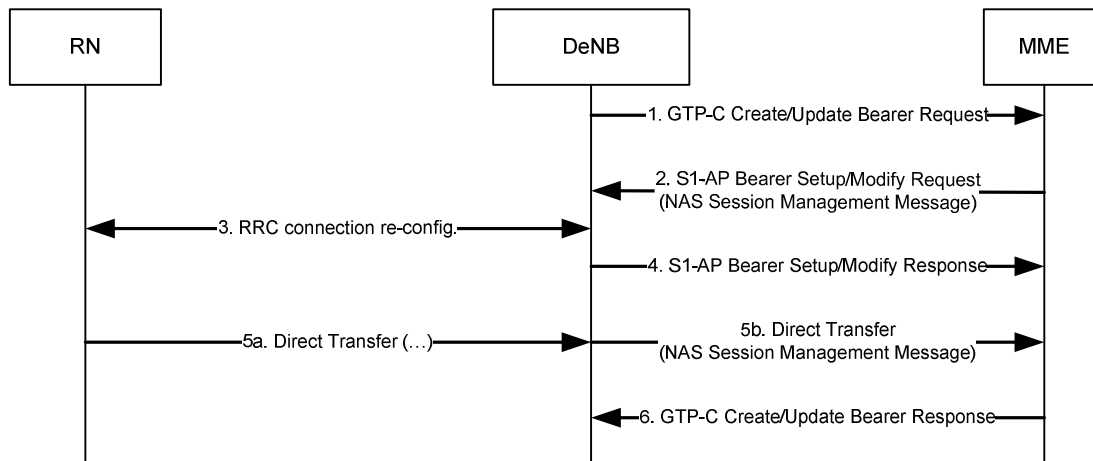 RN
DeNB
MME
1. GTP-C Create/Update Bearer Request
2. S1-AP Bearer Setup/Modify Request
(NAS Session Management Message)
3. RRC connection re-config.
4. S1-AP Bearer Setup/Modify Response
5a. Direct Transfer (...)
5b. Direct Transfer
(NAS Session Management Message)
6. GTP-C Create/Update Bearer Response